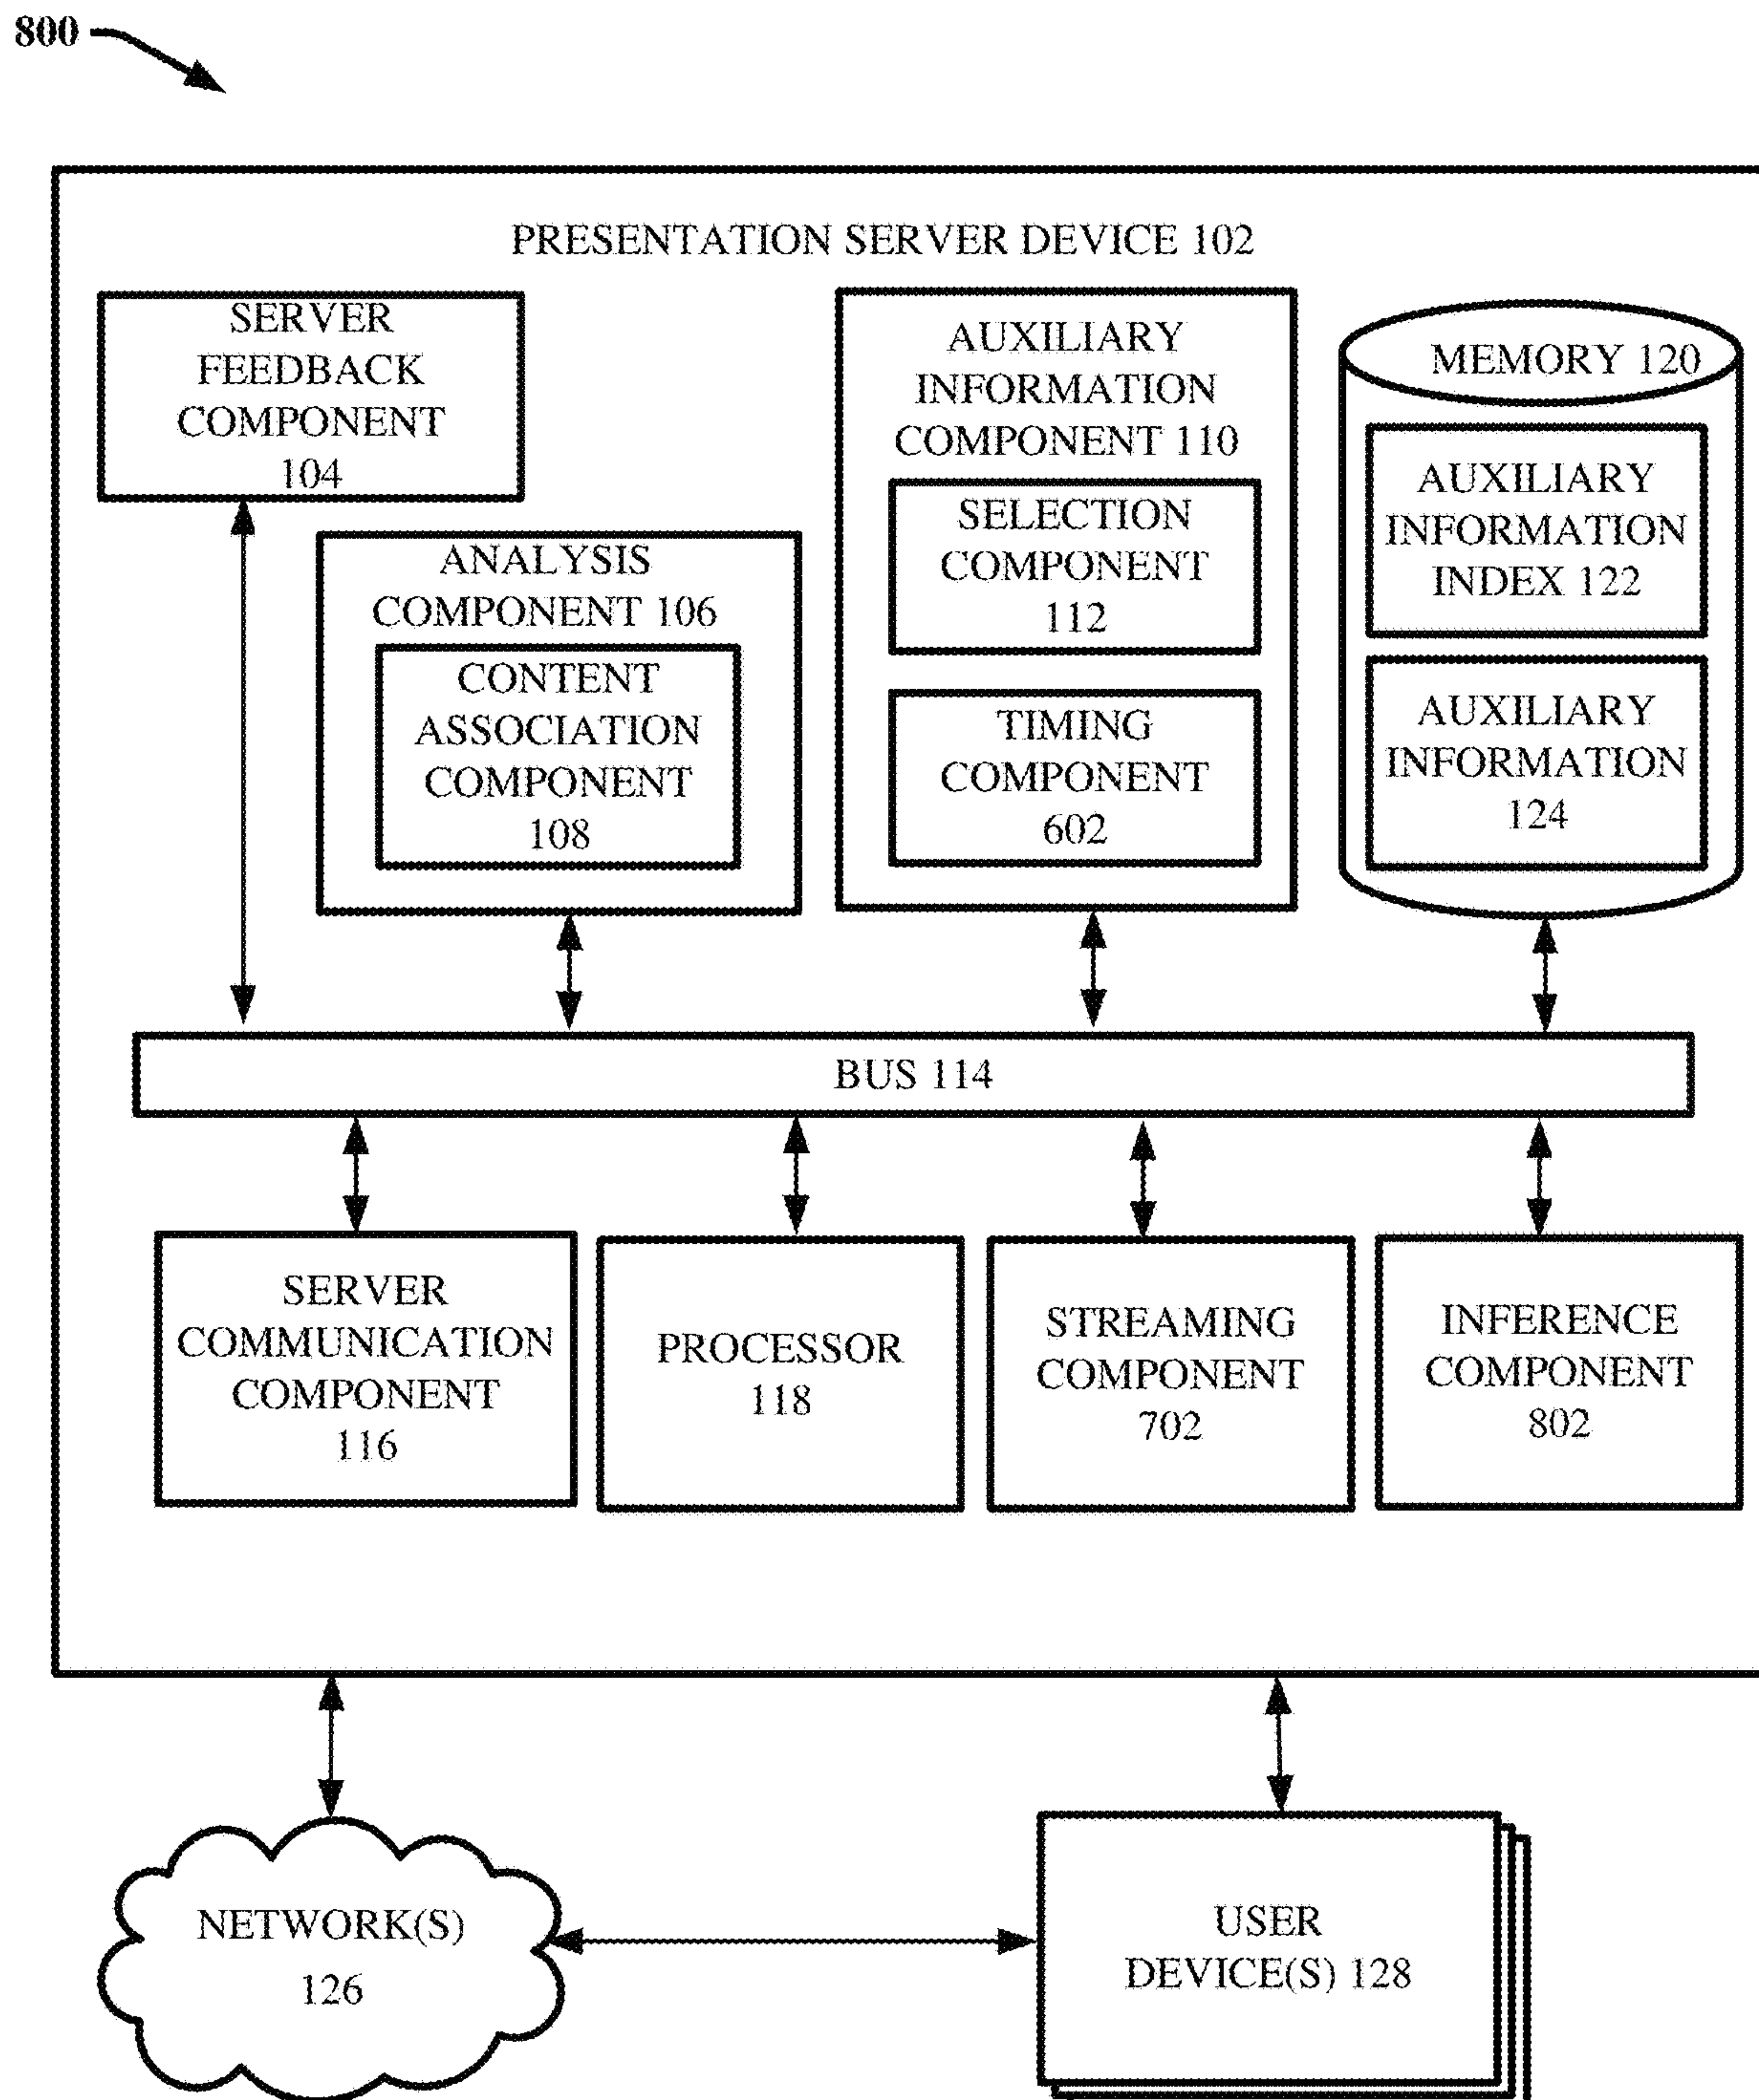 800
PRESENTATION SERVER DEVICE 102
SERVER
FEEDBACK
COMPONENT
104
ANALYSIS
COMPONENT 106
CONTENT
ASSOCIATION
COMPONENT
108
AUXILIARY
INFORMATION
COMPONENT 110
SELECTION
COMPONENT
112
TIMING
COMPONENT
602
MEMORY 120
AUXILIARY
INFORMATION
INDEX 122
AUXILIARY
INFORMATION
124
BUS 114
SERVER
COMMUNICATION
COMPONENT
116
PROCESSOR
118
STREAMING
COMPONENT
702
INFERENCE
COMPONENT
802
NETWORK(S)
126
USER
DEVICE(S) 128